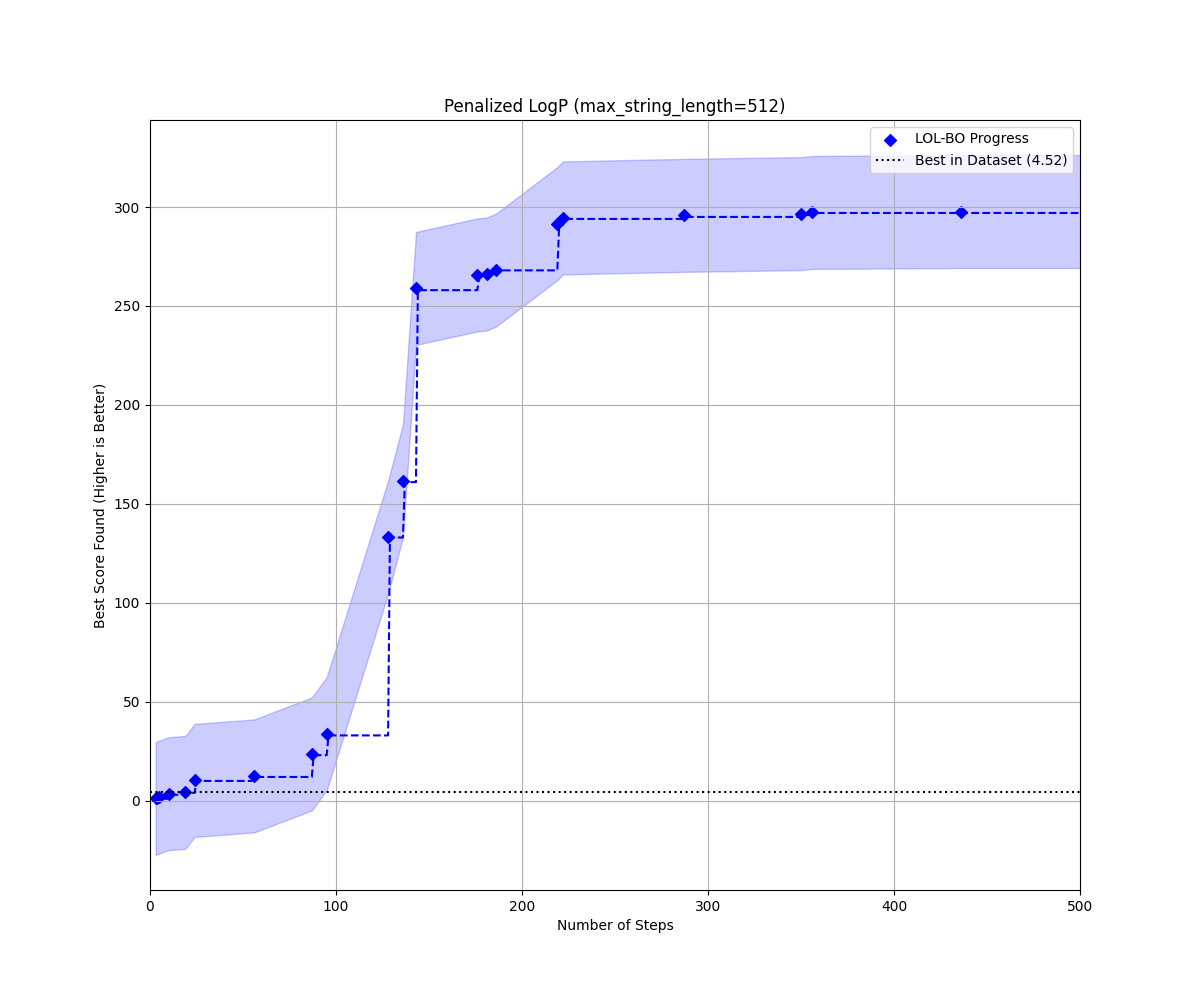 Penalized LogP (max_string_length=512)
LOL-BO Progress
Best in Dataset (4.52)
Best Score Found (Higher is Better)
300
250
200
150
100
50
0
0 100 200 300 400 500
Number of Steps